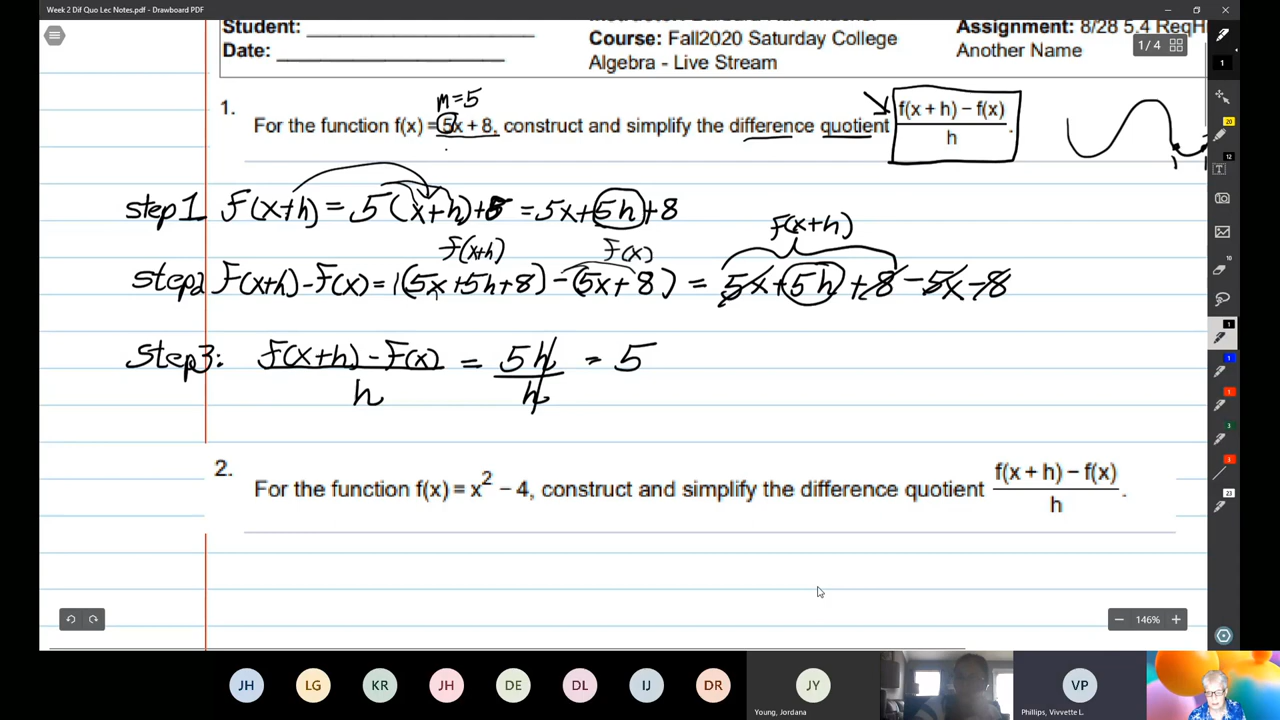 Week 2 Dif Quo Lec Notes.pdf - Drawboard PDF
Student:
Course: Fall2020 Saturday College
Assignment: 8/28 5.4 ReqH
Date:
Algebra - Live Stream
Another Name
1/4
1
m=5
1. For the function f(x) = 5x + 8, construct and simplify the difference quotient f(x + h) − f(x) / h .
step 1 f(x+h) = 5(x+h)+8 = 5x+5h+8
f(x+h) f(x) f(x+h)
step2 f(x+h)-f(x) = 1(5x+5h+8) - (5x+8) = 5x+5h+8-5x-8
Step3: f(x+h)-f(x) / h = 5h / h = 5
2. For the function f(x) = x² − 4, construct and simplify the difference quotient f(x + h) − f(x) / h .
146%
JH LG KR JH DE DL IJ DR JY VP
Young, Jordana
Phillips, Vivvette L.